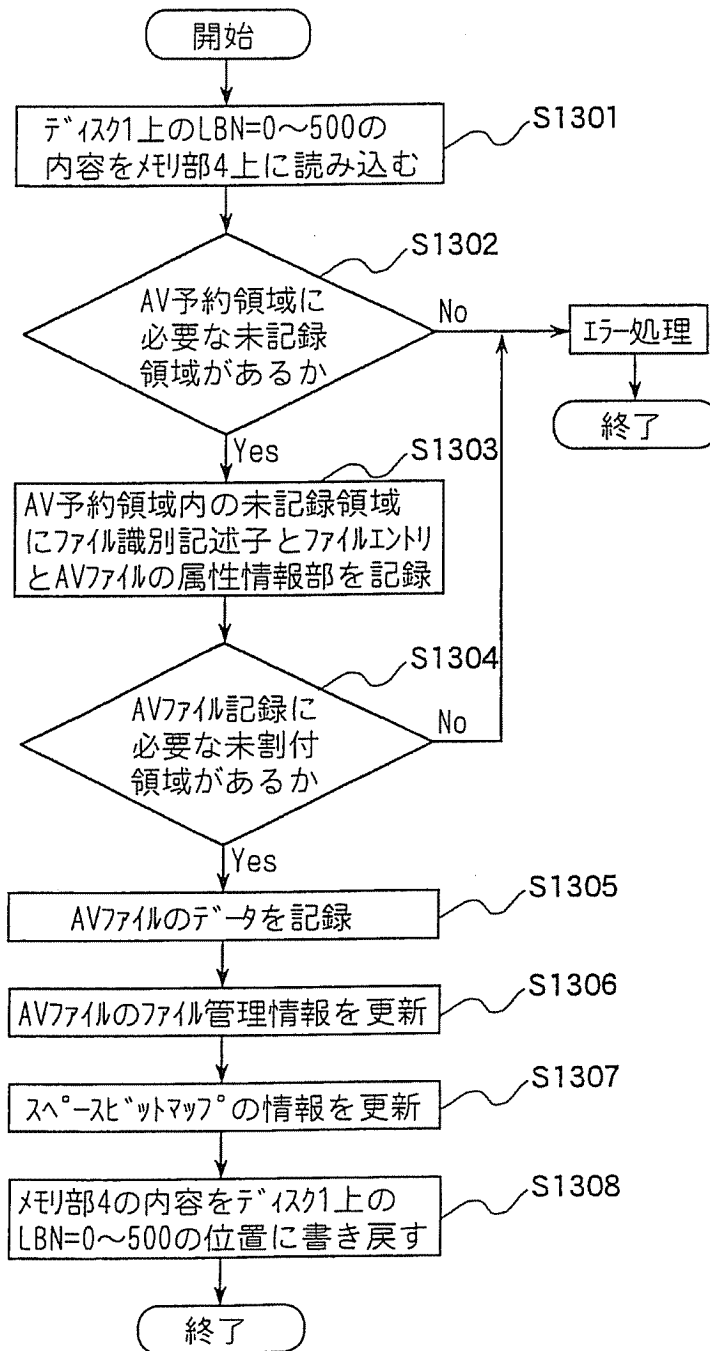 開始
ディスク1上のLBN=0～500の
内容をメモリ部4上に読み込む
S1301
S1302
AV予約領域に
必要な未記録
領域があるか
No
エラー処理
終了
Yes
S1303
AV予約領域内の未記録領域
にファイル識別記述子とファイルエントリ
とAVファイルの属性情報部を記録
S1304
AVファイル記録に
必要な未割付
領域があるか
No
Yes
S1305
AVファイルのデータを記録
S1306
AVファイルのファイル管理情報を更新
S1307
スペースビットマップの情報を更新
S1308
メモリ部4の内容をディスク1上の
LBN=0～500の位置に書き戻す
終了